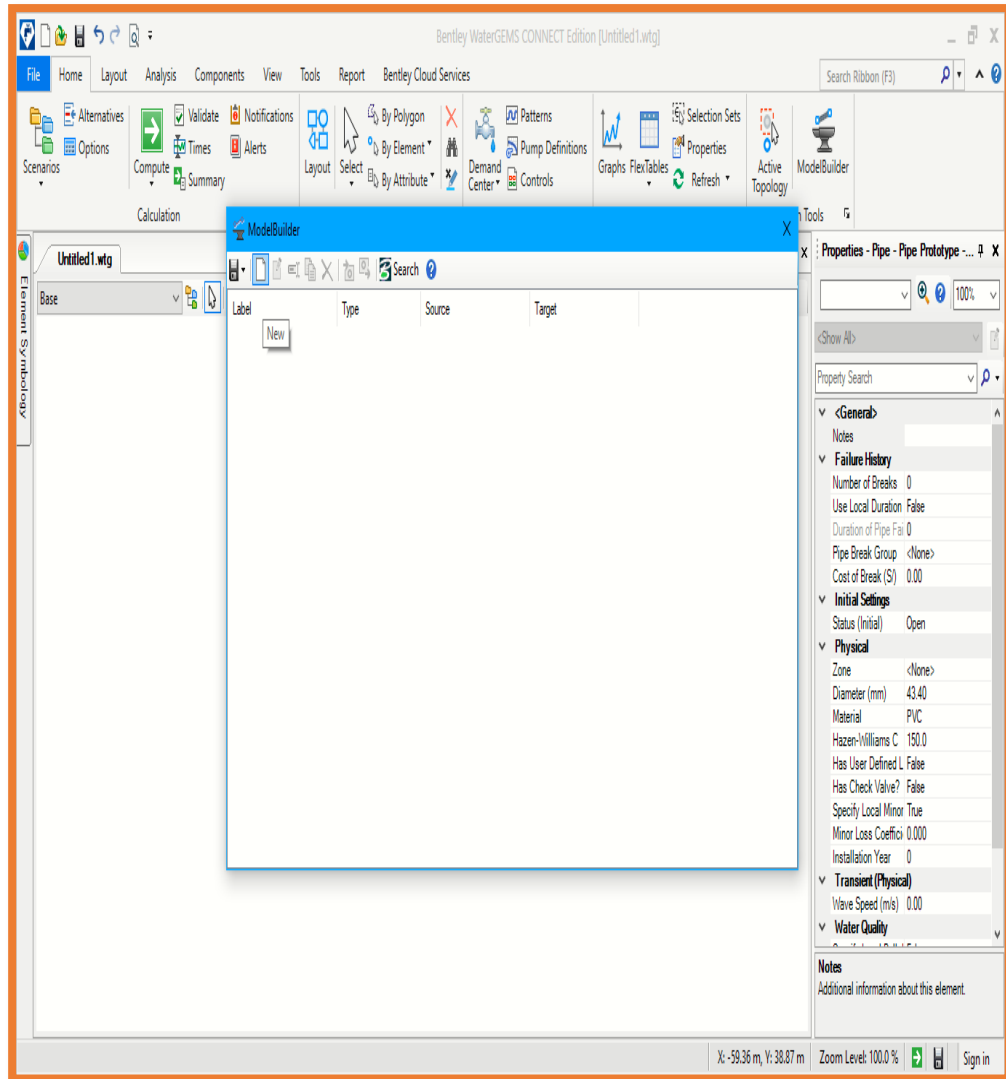 Bentley WaterGEMS CONNECT Edition [Untitled1.wtg]
File Home Layout Analysis Components View Tools Report Bentley Cloud Services Search Ribbon (F3)
Scenarios
Alternatives
Options
Compute
Validate
Times
Summary
Notifications
Alerts
Calculation
Layout
Select
By Polygon
By Element
By Attribute
Demand
Center
Patterns
Pump Definitions
Controls
Graphs
FlexTables
Selection Sets
Properties
Refresh
Active
Topology
ModelBuilder
Tools
Element Symbology
Untitled1.wtg
Base
ModelBuilder
Search
Label Type Source Target
New
Properties - Pipe - Pipe Prototype -...
100%
<Show All>
Property Search
<General>
Notes
Failure History
Number of Breaks 0
Use Local Duration False
Duration of Pipe Fai 0
Pipe Break Group <None>
Cost of Break (S/) 0.00
Initial Settings
Status (Initial) Open
Physical
Zone <None>
Diameter (mm) 43.40
Material PVC
Hazen-Williams C 150.0
Has User Defined L False
Has Check Valve? False
Specify Local Minor True
Minor Loss Coeffici 0.000
Installation Year 0
Transient (Physical)
Wave Speed (m/s) 0.00
Water Quality
Notes
Additional information about this element.
X: -59.36 m, Y: 38.87 m Zoom Level: 100.0 % Sign in